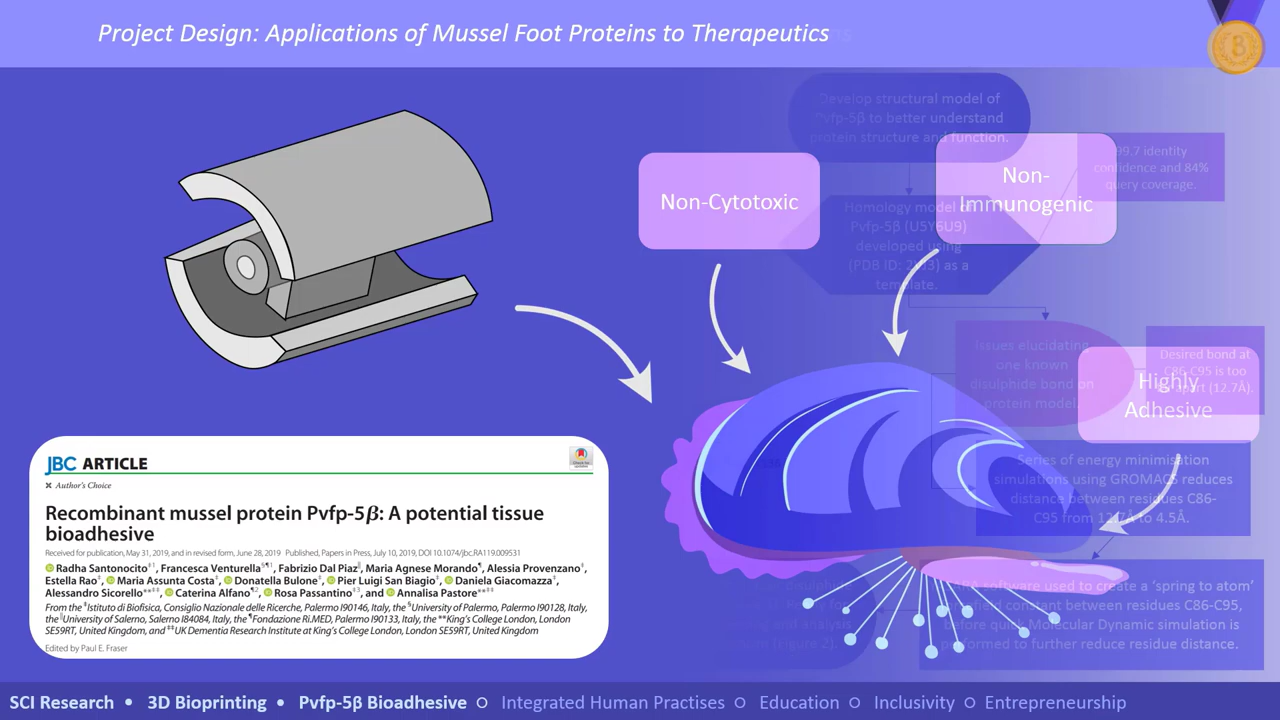 Project Design: Applications of Mussel Foot Proteins to Therapeutics
Develop structural model of
Pvfp-5β to better understand
protein structure and function.
Non-Cytotoxic
Non-
Immunogenic
99.7 identity
confidence and 84%
query coverage.
Homology model of
Pvfp-5β (U5Y6U9)
developed using
(PDB ID: as a
template.
Issues elucidating
one known
disulphide bond on
protein model
Desired bond at
C86-C95 is too
apart (12.7Å).
Highly
Adhesive
Series of energy minimisation
simulations using GROMACS reduces
distance between residues C86-
C95 from 12.7Å to 4.5Å.
software used to create a ‘spring to atom’
field constant between residues C86-C95,
before quick Molecular Dynamic simulation is
performed to further reduce residue distance.
and analysis
(Figure 2).
JBC ARTICLE
Author's Choice
Recombinant mussel protein Pvfp-5β: A potential tissue
bioadhesive
Received for publication, May 31, 2019, and in revised form, June 28, 2019 Published, Papers in Press, July 10, 2019, DOI 10.1074/jbc.RA119.009531
Radha Santonocito, Francesca Venturella, Fabrizio Dal Piaz, Maria Agnese Morando, Alessia Provenzano,
Estella Rao, Maria Assunta Costa, Donatella Bulone, Pier Luigi San Biagio, Daniela Giacomazza,
Alessandro Sicorello, Caterina Alfano, Rosa Passantino, and Annalisa Pastore
From the ‡Istituto di Biofisica, Consiglio Nazionale delle Ricerche, Palermo I90146, Italy, the §University of Palermo, Palermo I90128, Italy,
the University of Salerno, Salerno I84084, Italy, the ¶Fondazione Ri.MED, Palermo I90133, Italy, the **King's College London, London
SE59RT, United Kingdom, and ‡‡UK Dementia Research Institute at King's College London, London SE59RT, United Kingdom
Edited by Paul E. Fraser
SCI Research • 3D Bioprinting • Pvfp-5β Bioadhesive ○ Integrated Human Practises ○ Education ○ Inclusivity ○ Entrepreneurship